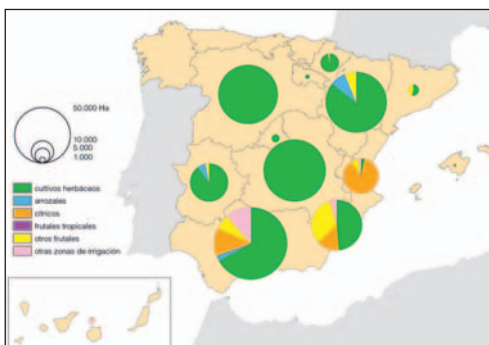 50.000 Ha
10.000
5.000
1.000
cultivos herbáceos
arrozales
cítricos
frutales tropicales
otros frutales
otras zonas de irrigación